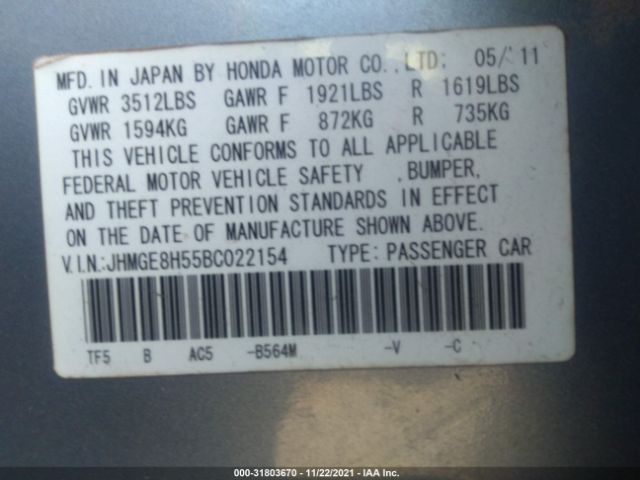 MFD. IN JAPAN BY HONDA MOTOR CO., LTD: 05/'11
GVWR 3512LBS GAWR F 1921LBS R 1619LBS
GVWR 1594KG GAWR F 872KG R 735KG
THIS VEHICLE CONFORMS TO ALL APPLICABLE
FEDERAL MOTOR VEHICLE SAFETY , BUMPER,
AND THEFT PREVENTION STANDARDS IN EFFECT
ON THE DATE OF MANUFACTURE SHOWN ABOVE.
V.I.N.:JHMGE8H55BC022154 TYPE: PASSENGER CAR
TF5 B AC5 -B564M -V -C
000-31803670 - 11/22/2021 - IAA Inc.